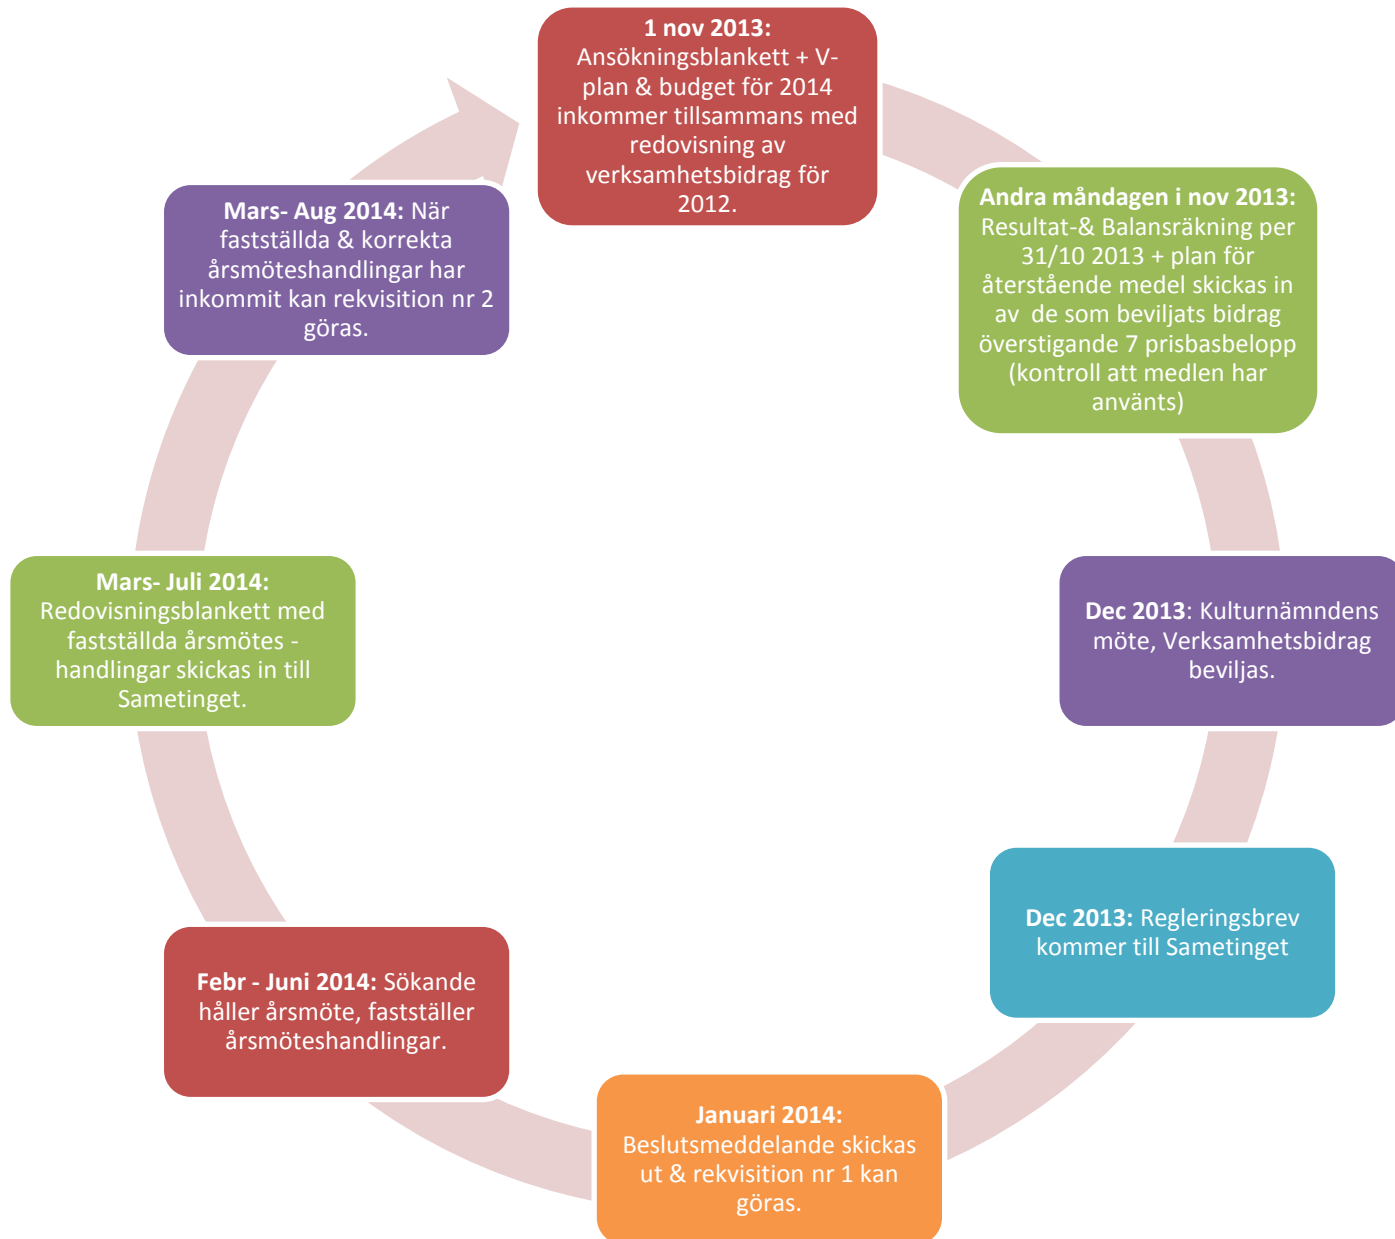 1 nov 2013:
Ansökningsblankett + V-
plan & budget för 2014
inkommer tillsammans med
redovisning av
verksamhetsbidrag för
2012.
Andra måndagen i nov 2013:
Resultat-& Balansräkning per
31/10 2013 + plan för
återstående medel skickas in
av  de som beviljats bidrag
överstigande 7 prisbasbelopp
(kontroll att medlen har
använts)
Dec 2013: Kulturnämndens
möte, Verksamhetsbidrag
beviljas.
Dec 2013: Regleringsbrev
kommer till Sametinget
Januari 2014:
Beslutsmeddelande skickas
ut & rekvisition nr 1 kan
göras.
Febr - Juni 2014: Sökande
håller årsmöte, fastställer
årsmöteshandlingar.
Mars- Juli 2014:
Redovisningsblankett med
fastställda årsmötes -
handlingar skickas in till
Sametinget.
Mars- Aug 2014: När
fastställda & korrekta
årsmöteshandlingar har
inkommit kan rekvisition nr 2
göras.